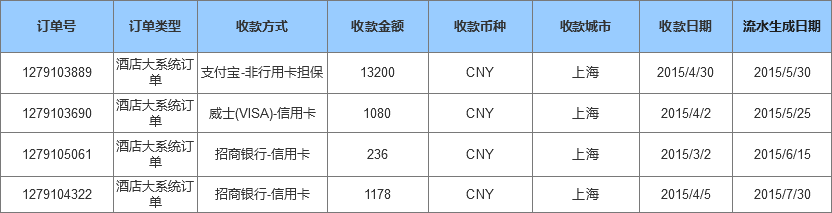 订单号 订单类型 收款方式 收款金额 收款币种 收款城市 收款日期 流水生成日期
1279103889 酒店大系统订单 支付宝-非行用卡担保 13200 CNY 上海 2015/4/30 2015/5/30
1279103690 酒店大系统订单 威士(VISA)-信用卡 1080 CNY 上海 2015/4/2 2015/5/25
1279105061 酒店大系统订单 招商银行-信用卡 236 CNY 上海 2015/3/2 2015/6/15
1279104322 酒店大系统订单 招商银行-信用卡 1178 CNY 上海 2015/4/5 2015/7/30